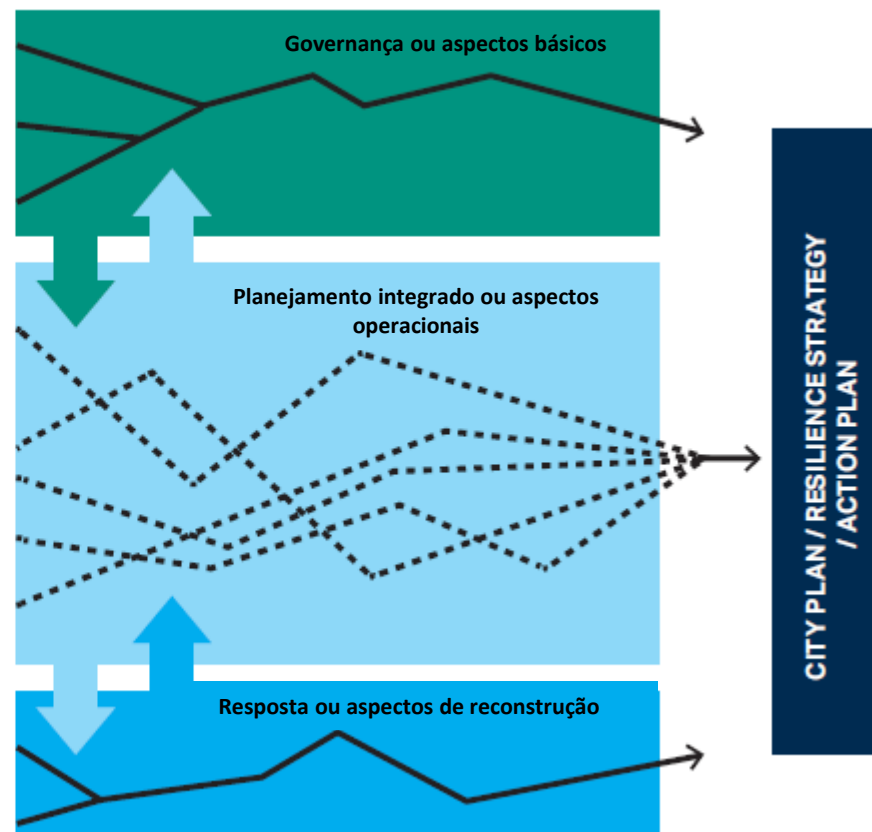 Governança ou aspectos básicos
Planejamento integrado ou aspectos
operacionais
Resposta ou aspectos de reconstrução
CITY PLAN / RESILIENCE STRATEGY
/ ACTION PLAN